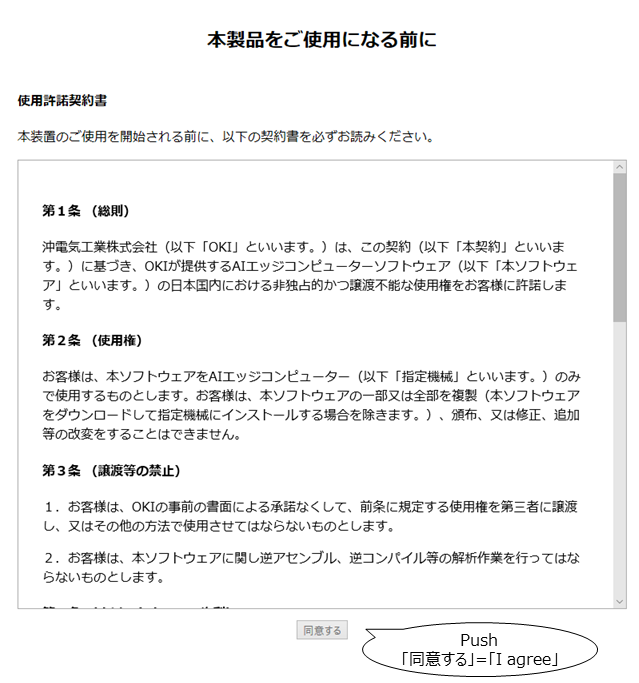 本製品をご使用になる前に
使用許諾契約書
本装置のご使用を開始される前に、以下の契約書を必ずお読みください。
第１条 （総則）
沖電気工業株式会社（以下「OKI」といいます。）は、この契約（以下「本契約」といいま
す。）に基づき、OKIが提供するAIエッジコンピューターソフトウェア（以下「本ソフトウェ
ア」といいます。）の日本国内における非独占的かつ譲渡不能な使用権をお客様に許諾しま
す。
第２条 （使用権）
お客様は、本ソフトウェアをAIエッジコンピューター（以下「指定機械」といいます。）のみ
で使用するものとします。お客様は、本ソフトウェアの一部又は全部を複製（本ソフトウェア
をダウンロードして指定機械にインストールする場合を除きます。）、頒布、又は修正、追加
等の改変をすることはできません。
第３条 （譲渡等の禁止）
１．お客様は、OKIの事前の書面による承諾なくして、前条に規定する使用権を第三者に譲渡
し、又はその他の方法で使用させてはならないものとします。
２．お客様は、本ソフトウェアに関し逆アセンブル、逆コンパイル等の解析作業を行ってはな
らないものとします。
同意する
Push
「同意する」=「I agree」